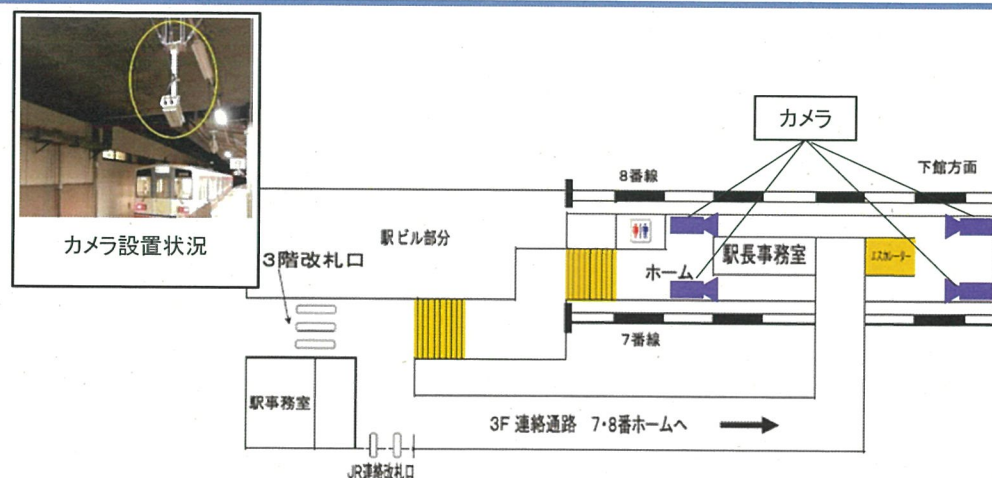 カメラ設置状況
カメラ
8番線
下館方面
駅ビル部分
3階改札口
ホーム
駅長事務室
エスカレーター
7番線
駅事務室
3F 連絡通路 7・8番ホームへ
JR連絡改札口